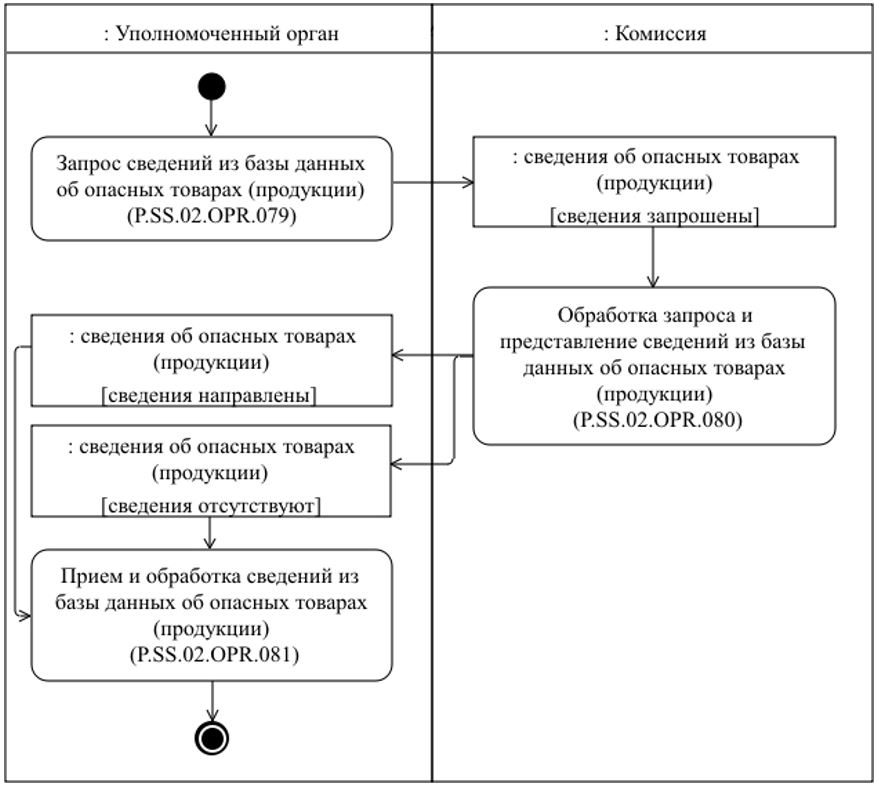 : Уполномоченный орган
: Комиссия
Запрос сведений из базы данных
об опасных товарах (продукции)
(P.SS.02.OPR.079)
: сведения об опасных товарах
(продукции)
[сведения запрошены]
Обработка запроса и
представление сведений из базы
данных об опасных товарах
(продукции)
(P.SS.02.OPR.080)
: сведения об опасных товарах
(продукции)
[сведения направлены]
: сведения об опасных товарах
(продукции)
[сведения отсутствуют]
Прием и обработка сведений из
базы данных об опасных товарах
(продукции)
(P.SS.02.OPR.081)